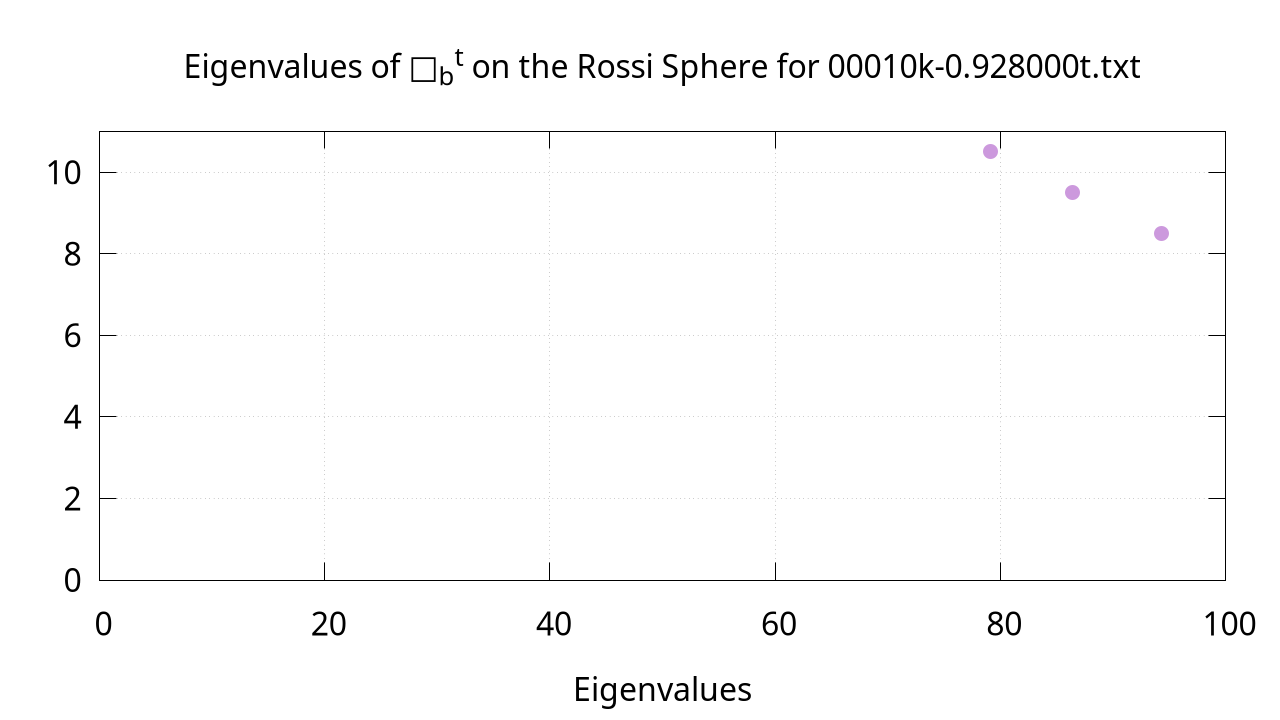 Eigenvalues of □b^t on the Rossi Sphere for 00010k-0.928000t.txt
10
8
6
4
2
0
0 20 40 60 80 100
Eigenvalues